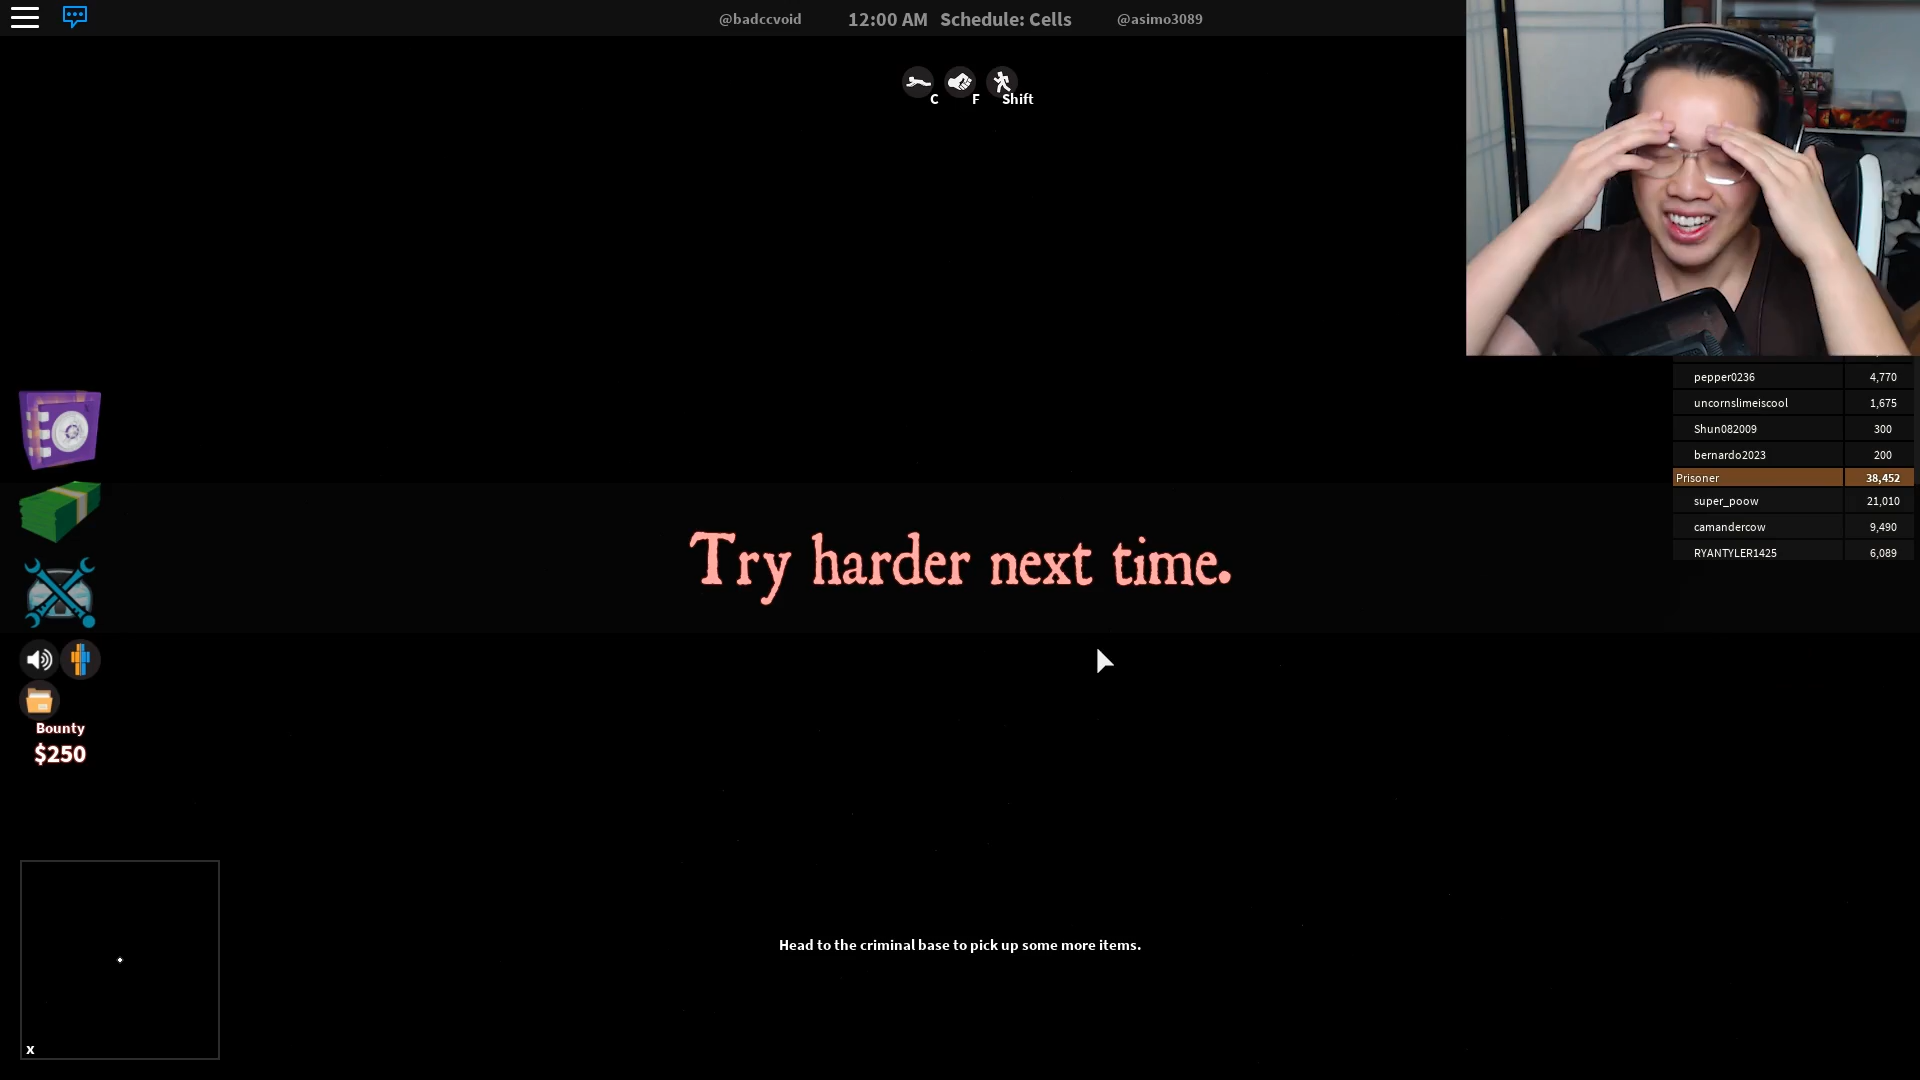 @badccvoid 12:00 AM Schedule: Cells @asimo3089
C F Shift
pepper0236 4,770
uncornslimeiscool 1,675
Shun082009 300
bernardo2023 200
Prisoner 38,452
super_poow 21,010
camandercow 9,490
RYANTYLER1425 6,089
Try harder next time.
Bounty
$250
Head to the criminal base to pick up some more items.
x